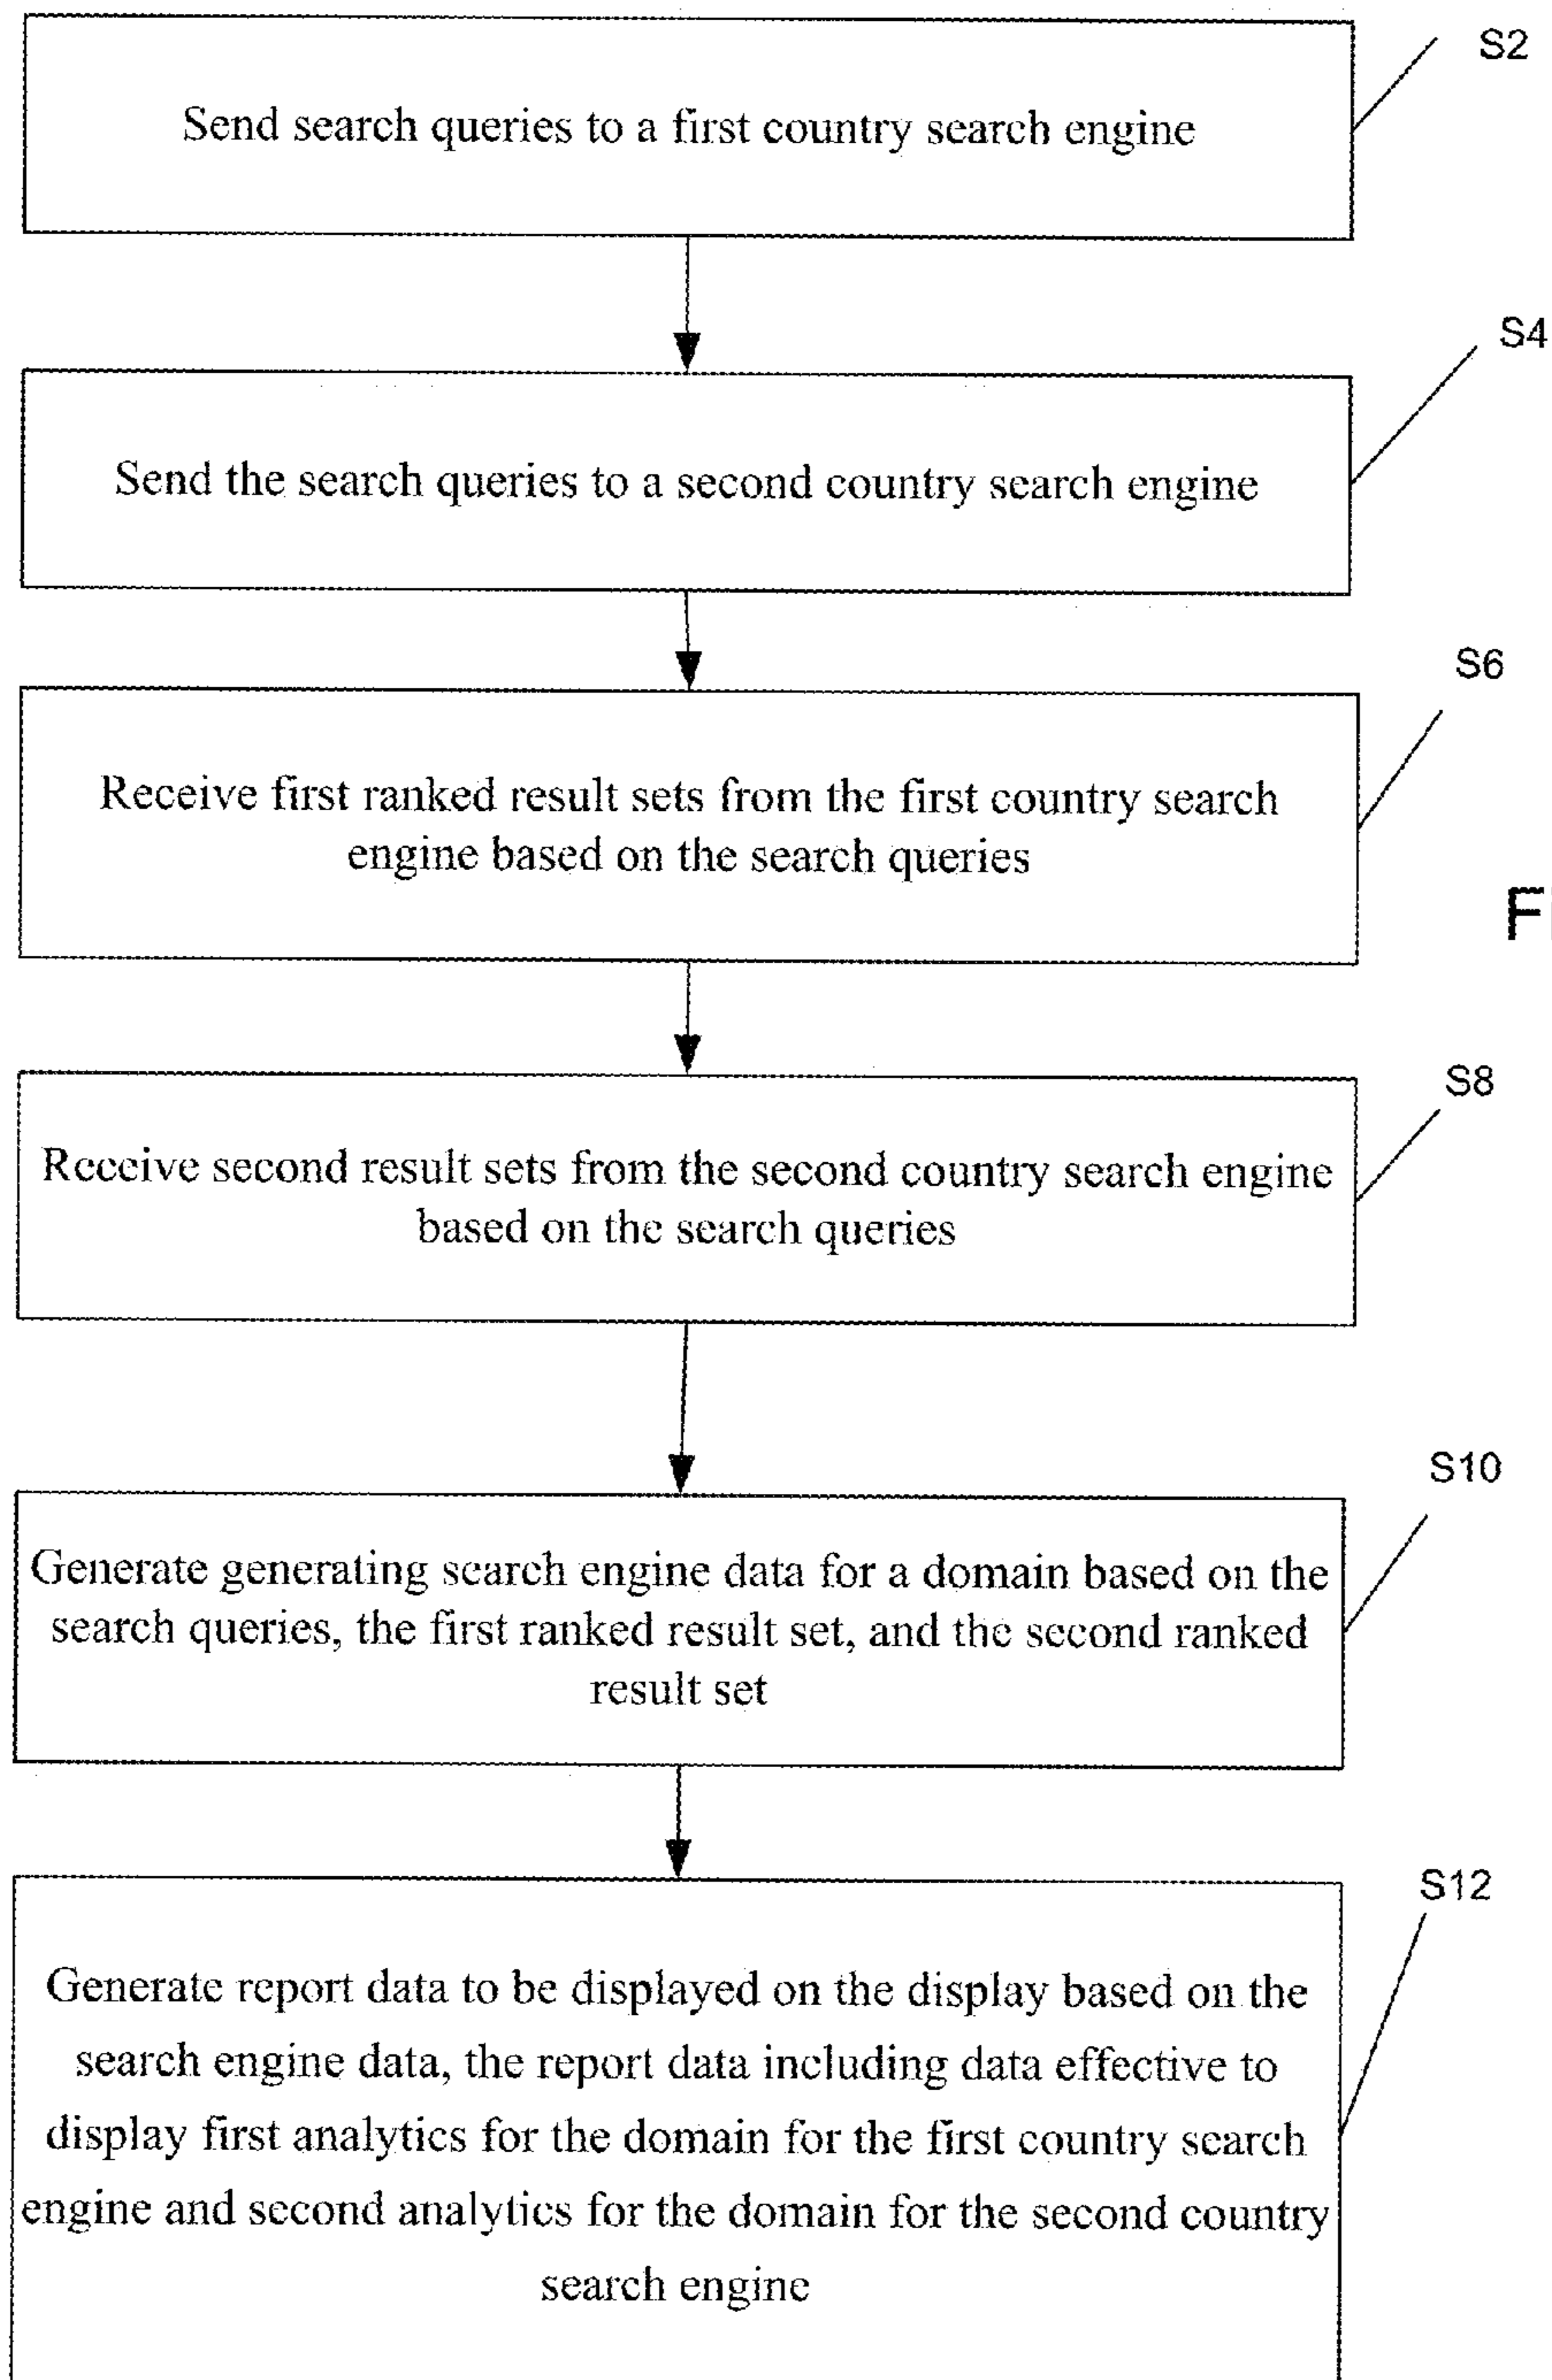 S2
Send search queries to a first country search engine
S4
Send the search queries to a second country search engine
S6
Receive first ranked result sets from the first country search
engine based on the search queries
S8
Receive second result sets from the second country search engine
based on the search queries
S10
Generate generating search engine data for a domain based on the
search queries, the first ranked result set, and the second ranked
result set
S12
Generate report data to be displayed on the display based on the
search engine data, the report data including data effective to
display first analytics for the domain for the first country search
engine and second analytics for the domain for the second country
search engine